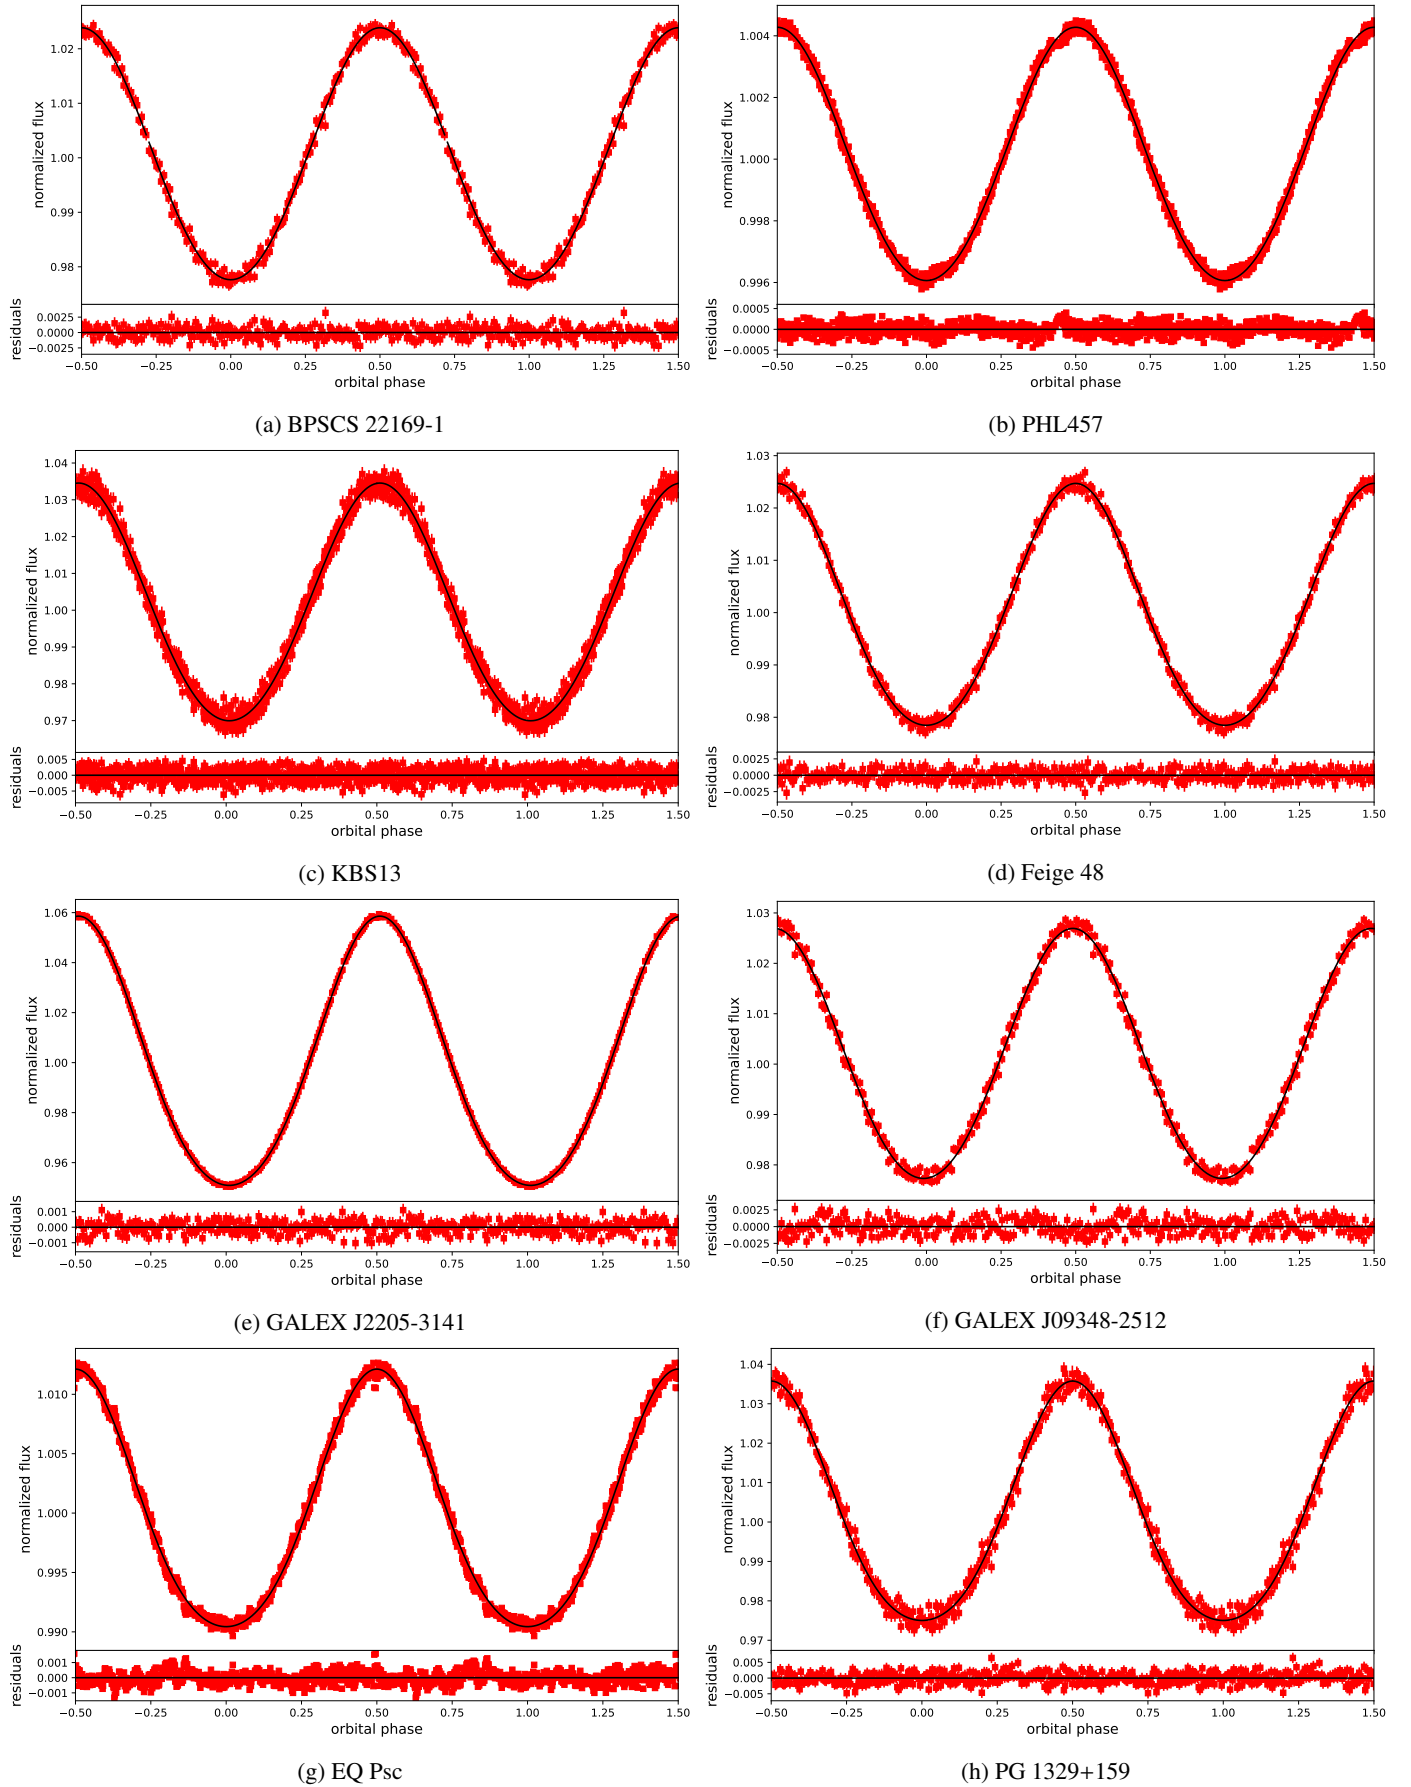 1.02
1.01
1.00
0.99
0.98
normalized flux
0.0025
0.0000
−0.0025
residuals
−0.50 −0.25 0.00 0.25 0.50 0.75 1.00 1.25 1.50
orbital phase
(a) BPSCS 22169-1
1.004
1.002
1.000
0.998
0.996
normalized flux
0.0005
0.0000
−0.0005
residuals
−0.50 −0.25 0.00 0.25 0.50 0.75 1.00 1.25 1.50
orbital phase
(b) PHL457
1.04
1.03
1.02
1.01
1.00
0.99
0.98
0.97
normalized flux
0.005
0.000
−0.005
residuals
−0.50 −0.25 0.00 0.25 0.50 0.75 1.00 1.25 1.50
orbital phase
(c) KBS13
1.03
1.02
1.01
1.00
0.99
0.98
normalized flux
0.0025
0.0000
−0.0025
residuals
−0.50 −0.25 0.00 0.25 0.50 0.75 1.00 1.25 1.50
orbital phase
(d) Feige 48
1.06
1.04
1.02
1.00
0.98
0.96
normalized flux
0.001
0.000
−0.001
residuals
−0.50 −0.25 0.00 0.25 0.50 0.75 1.00 1.25 1.50
orbital phase
(e) GALEX J2205-3141
1.03
1.02
1.01
1.00
0.99
0.98
normalized flux
0.0025
0.0000
−0.0025
residuals
−0.50 −0.25 0.00 0.25 0.50 0.75 1.00 1.25 1.50
orbital phase
(f) GALEX J09348-2512
1.010
1.005
1.000
0.995
0.990
normalized flux
0.001
0.000
−0.001
residuals
−0.50 −0.25 0.00 0.25 0.50 0.75 1.00 1.25 1.50
orbital phase
(g) EQ Psc
1.04
1.03
1.02
1.01
1.00
0.99
0.98
0.97
normalized flux
0.005
0.000
−0.005
residuals
−0.50 −0.25 0.00 0.25 0.50 0.75 1.00 1.25 1.50
orbital phase
(h) PG 1329+159